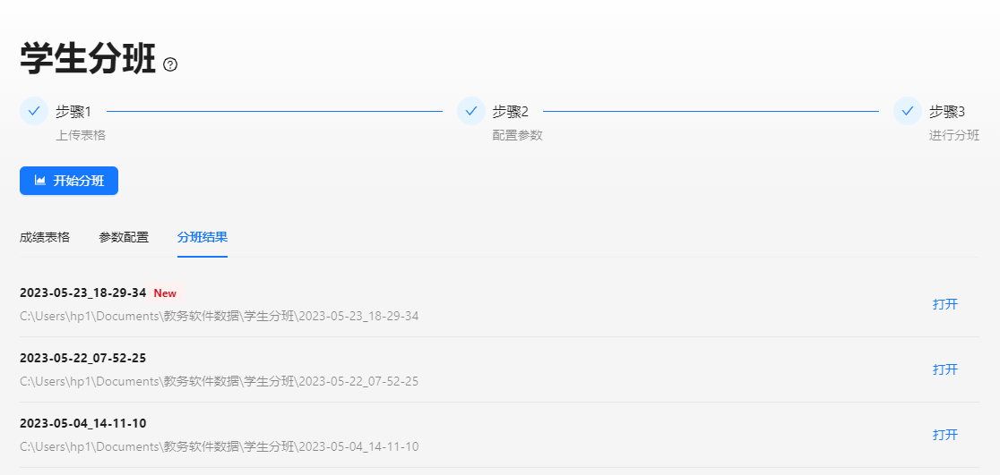 学生分班
步骤1 步骤2 步骤3
上传表格 配置参数 进行分班
开始分班
成绩表格 参数配置 分班结果
2023-05-23_18-29-34 New
C:\Users\hp1\Documents\教务软件数据\学生分班\2023-05-23_18-29-34
打开
2023-05-22_07-52-25
C:\Users\hp1\Documents\教务软件数据\学生分班\2023-05-22_07-52-25
打开
2023-05-04_14-11-10
C:\Users\hp1\Documents\教务软件数据\学生分班\2023-05-04_14-11-10
打开